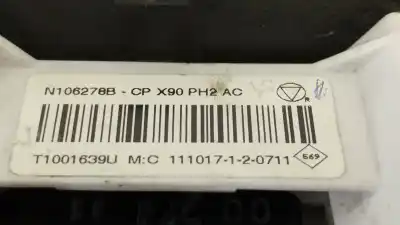 N106278B - CP X90 PH2 AC
R
T1001639U M:C 111017-1-2-0711
E69